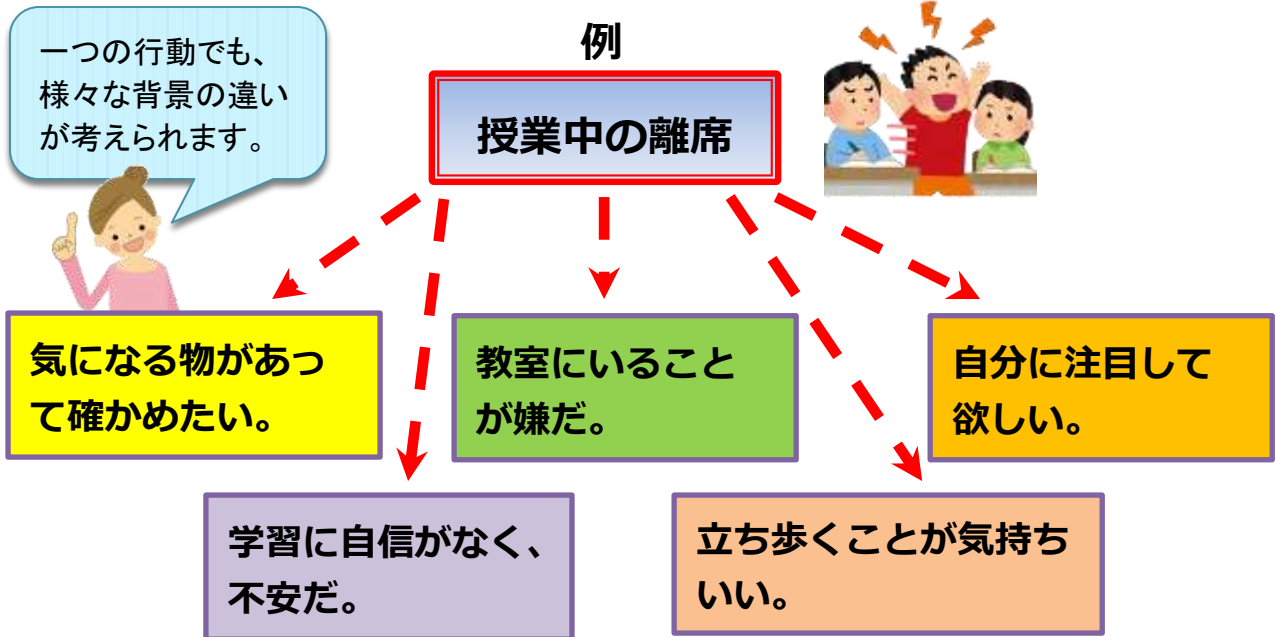 一つの行動でも、
様々な背景の違い
が考えられます。
例
授業中の離席
気になる物があっ
て確かめたい。
教室にいること
が嫌だ。
自分に注目して
欲しい。
学習に自信がなく、
不安だ。
立ち歩くことが気持ち
いい。